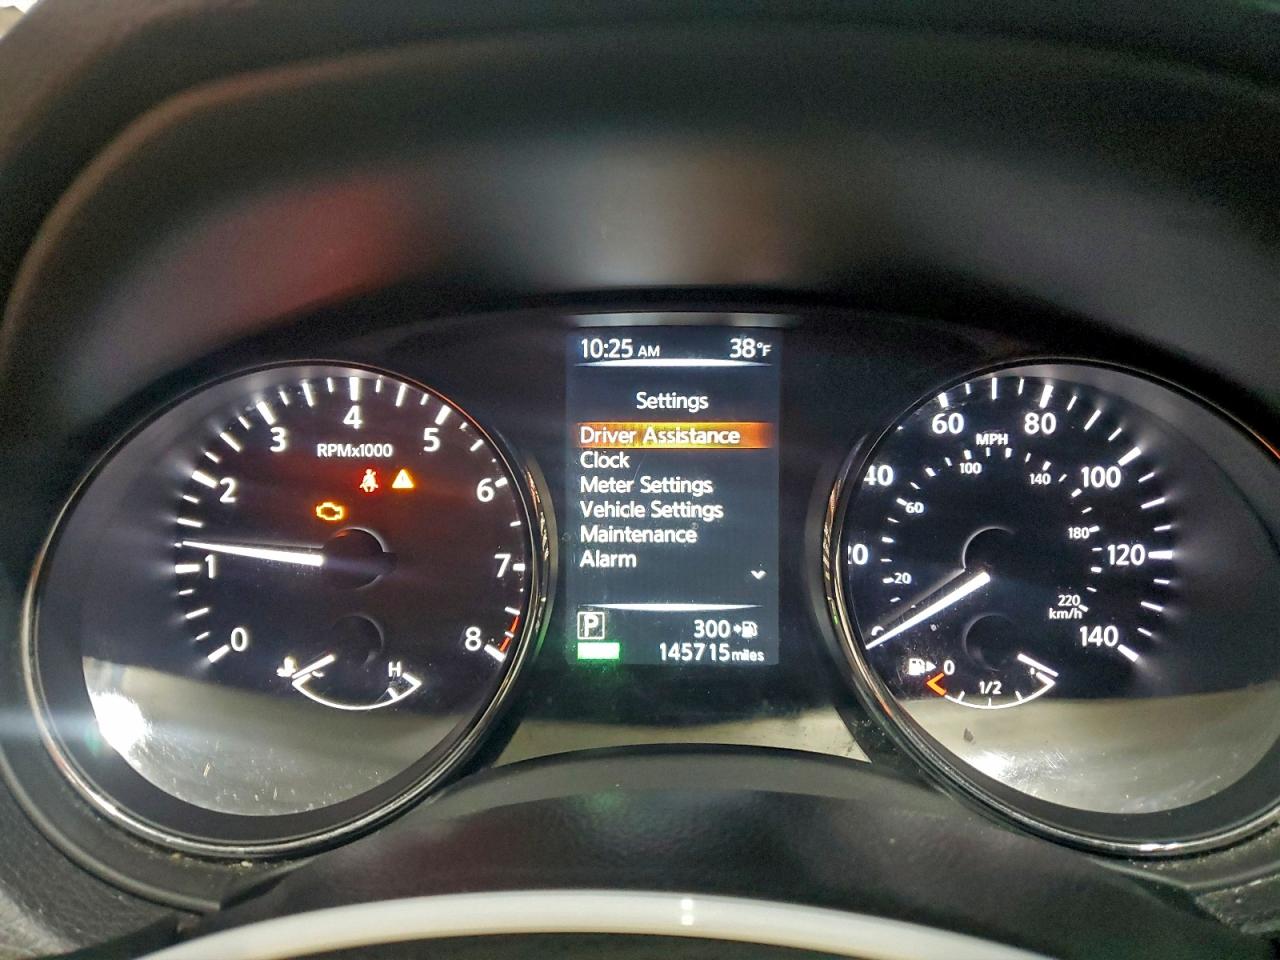 10:25 AM 38°F
Settings
Driver Assistance
Clock
Meter Settings
Vehicle Settings
Maintenance
Alarm
P 300
145715 miles
0
1
2
3
4
5
6
7
8
RPMx1000
H
20
40
60
80
100
120
140
MPH
20
60
100
140
180
220
km/h
0
1/2